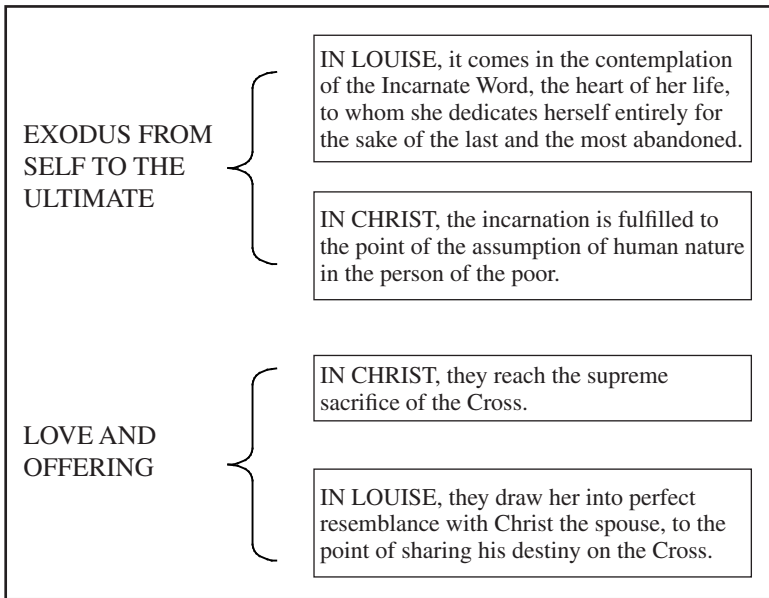 EXODUS FROM
SELF TO THE
ULTIMATE
IN LOUISE, it comes in the contemplation
of the Incarnate Word, the heart of her life,
to whom she dedicates herself entirely for
the sake of the last and the most abandoned.
IN CHRIST, the incarnation is fulfilled to
the point of the assumption of human nature
in the person of the poor.
LOVE AND
OFFERING
IN CHRIST, they reach the supreme
sacrifice of the Cross.
IN LOUISE, they draw her into perfect
resemblance with Christ the spouse, to the
point of sharing his destiny on the Cross.